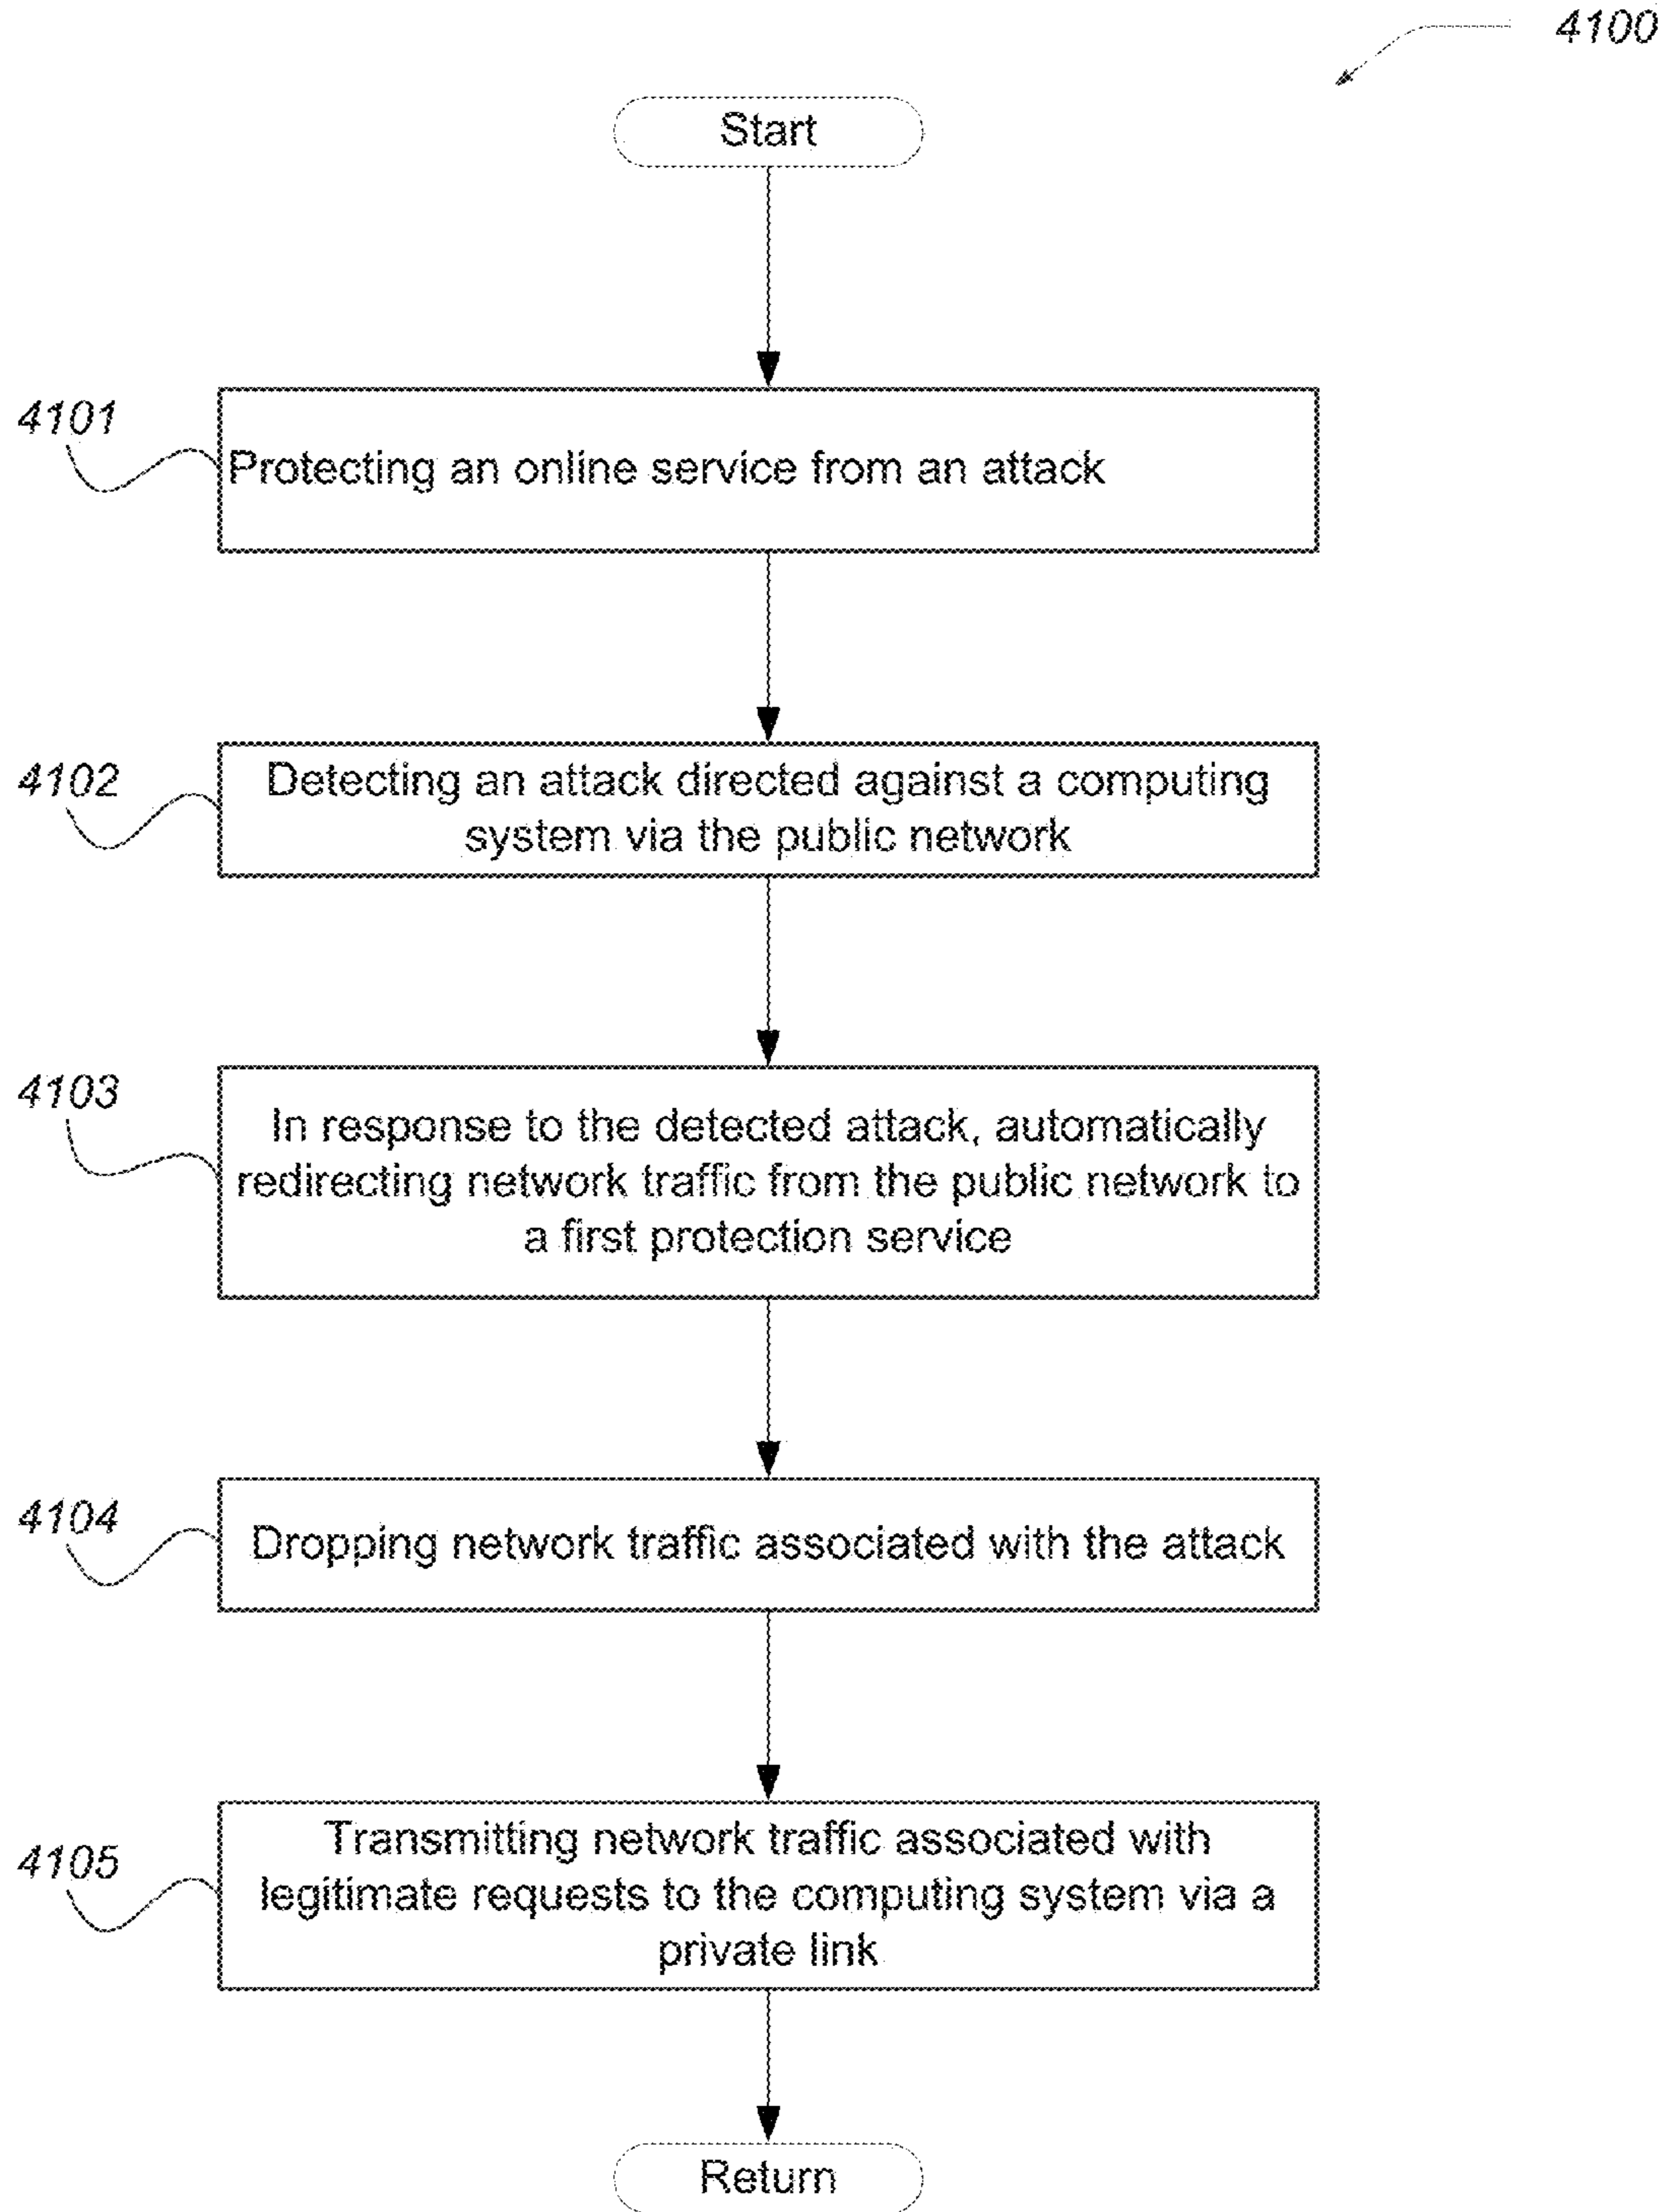 4100
Start
4101
Protecting an online service from an attack
4102
Detecting an attack directed against a computing
system via the public network
4103
In response to the detected attack, automatically
redirecting network traffic from the public network to
a first protection service
4104
Dropping network traffic associated with the attack
4105
Transmitting network traffic associated with
legitimate requests to the computing system via a
private link
Return